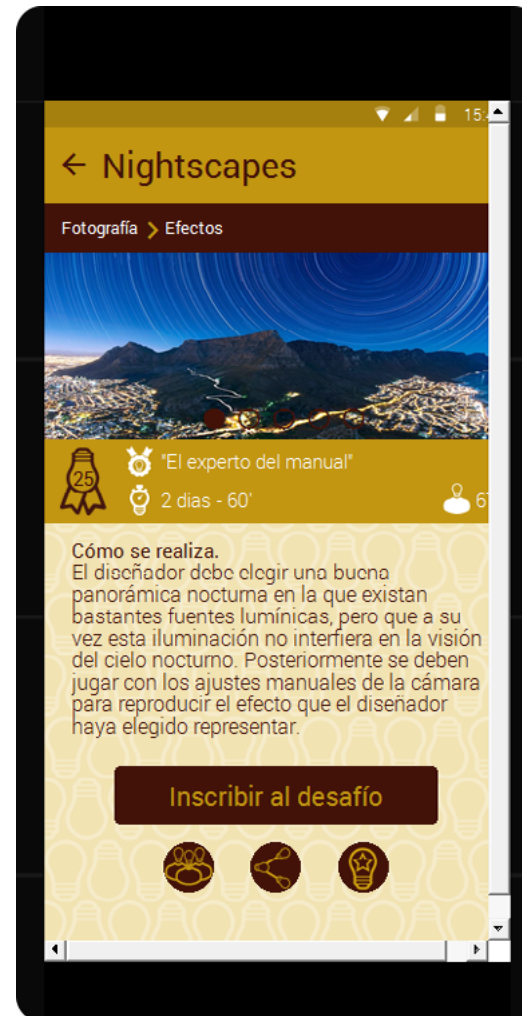 Nightscapes
Fotografía > Efectos
25
"El experto del manual"
2 dias - 60'
Cómo se realiza.
El diseñador debe elegir una buena
panorámica nocturna en la que existan
bastantes fuentes lumínicas, pero que a su
vez esta iluminación no interfiera en la visión
del cielo nocturno. Posteriormente se deben
jugar con los ajustes manuales de la cámara
para reproducir el efecto que el diseñador
haya elegido representar.
Inscribir al desafío